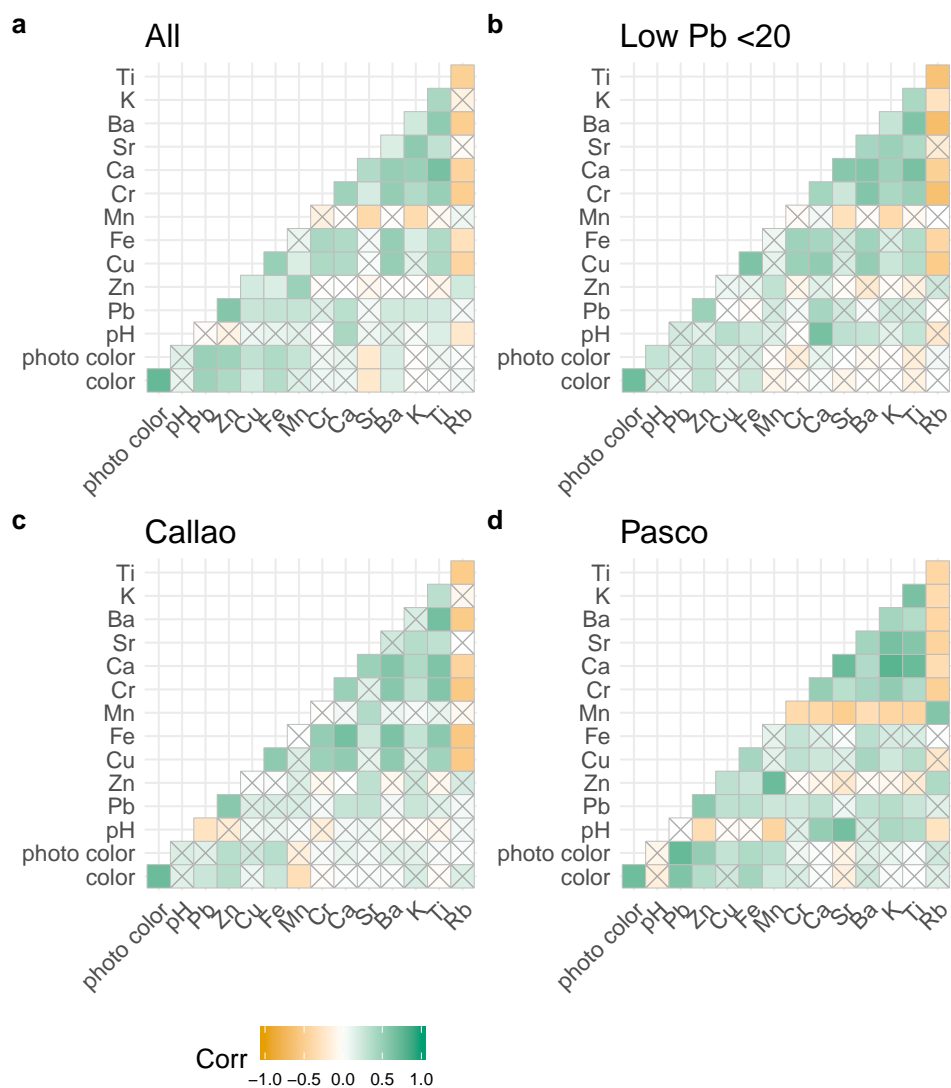 a
All
Ti
K
Ba
Sr
Ca
Cr
Mn
Fe
Cu
Zn
Pb
pH
photo color
color
photo color pH Pb Zn Cu Fe Mn Cr Ca Sr Ba K Ti Rb
b
Low Pb <20
Ti
K
Ba
Sr
Ca
Cr
Mn
Fe
Cu
Zn
Pb
pH
photo color
color
photo color pH Pb Zn Cu Fe Mn Cr Ca Sr Ba K Ti Rb
c
Callao
Ti
K
Ba
Sr
Ca
Cr
Mn
Fe
Cu
Zn
Pb
pH
photo color
color
photo color pH Pb Zn Cu Fe Mn Cr Ca Sr Ba K Ti Rb
d
Pasco
Ti
K
Ba
Sr
Ca
Cr
Mn
Fe
Cu
Zn
Pb
pH
photo color
color
photo color pH Pb Zn Cu Fe Mn Cr Ca Sr Ba K Ti Rb
Corr
−1.0 −0.5 0.0 0.5 1.0